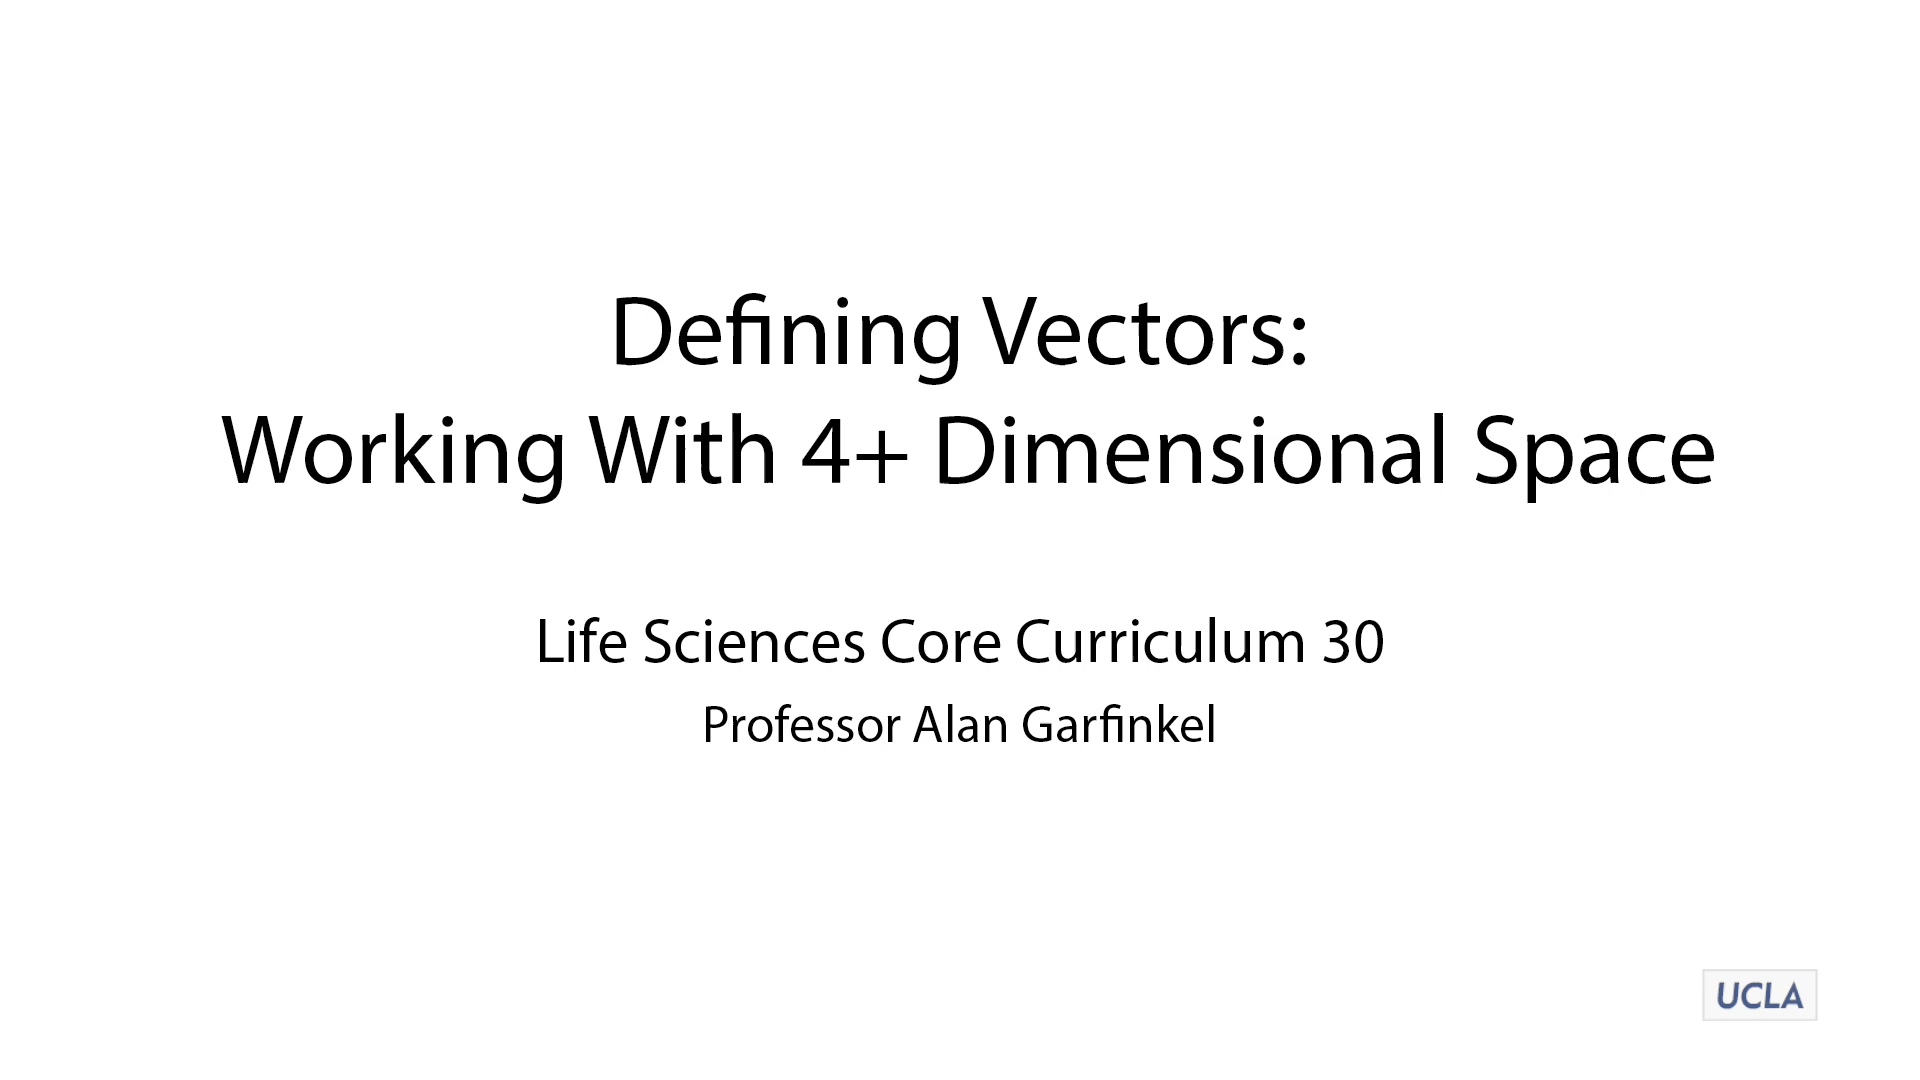 Defining Vectors:
Working With 4+ Dimensional Space
Life Sciences Core Curriculum 30
Professor Alan Garfinkel
UCLA